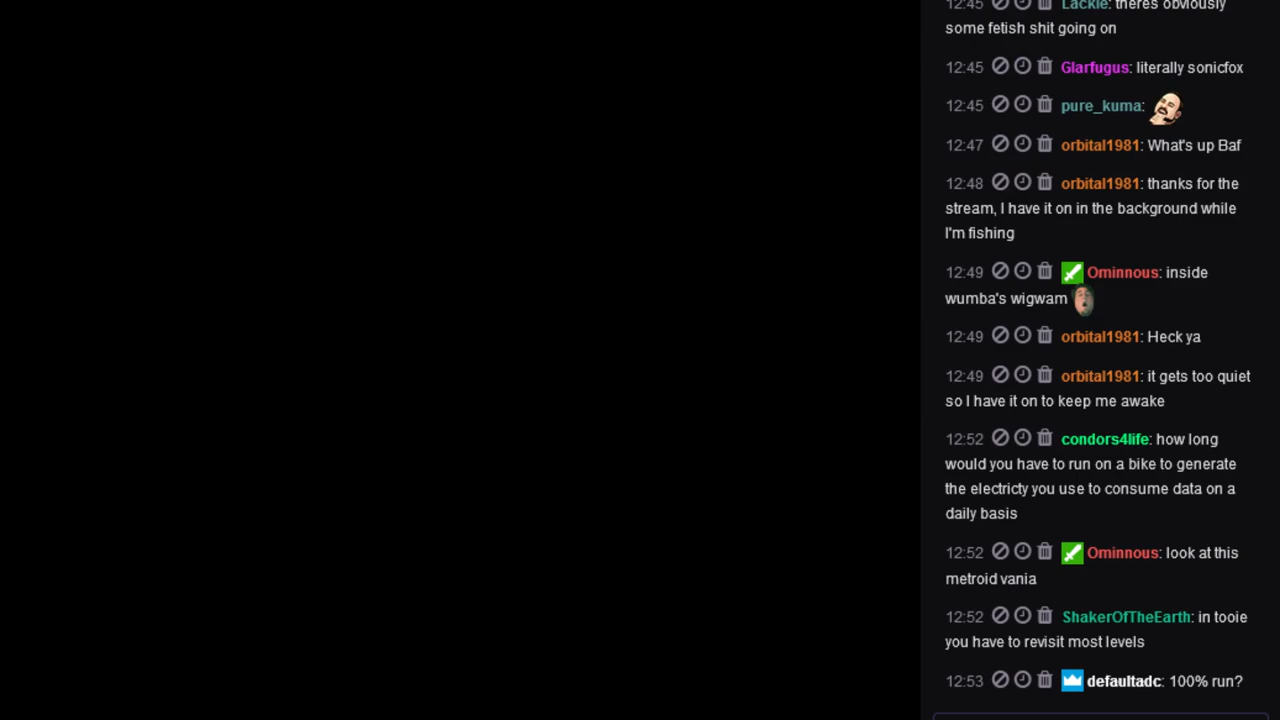 12:45 Lackie: theres obviously
some fetish shit going on
12:45 Glarfugus: literally sonicfox
12:45 pure_kuma:
12:47 orbital1981: What's up Baf
12:48 orbital1981: thanks for the
stream, I have it on in the background while
I'm fishing
12:49 Ominnous: inside
wumba's wigwam
12:49 orbital1981: Heck ya
12:49 orbital1981: it gets too quiet
so I have it on to keep me awake
12:52 condors4life: how long
would you have to run on a bike to generate
the electricty you use to consume data on a
daily basis
12:52 Ominnous: look at this
metroid vania
12:52 ShakerOfTheEarth: in tooie
you have to revisit most levels
12:53 defaultadc: 100% run?